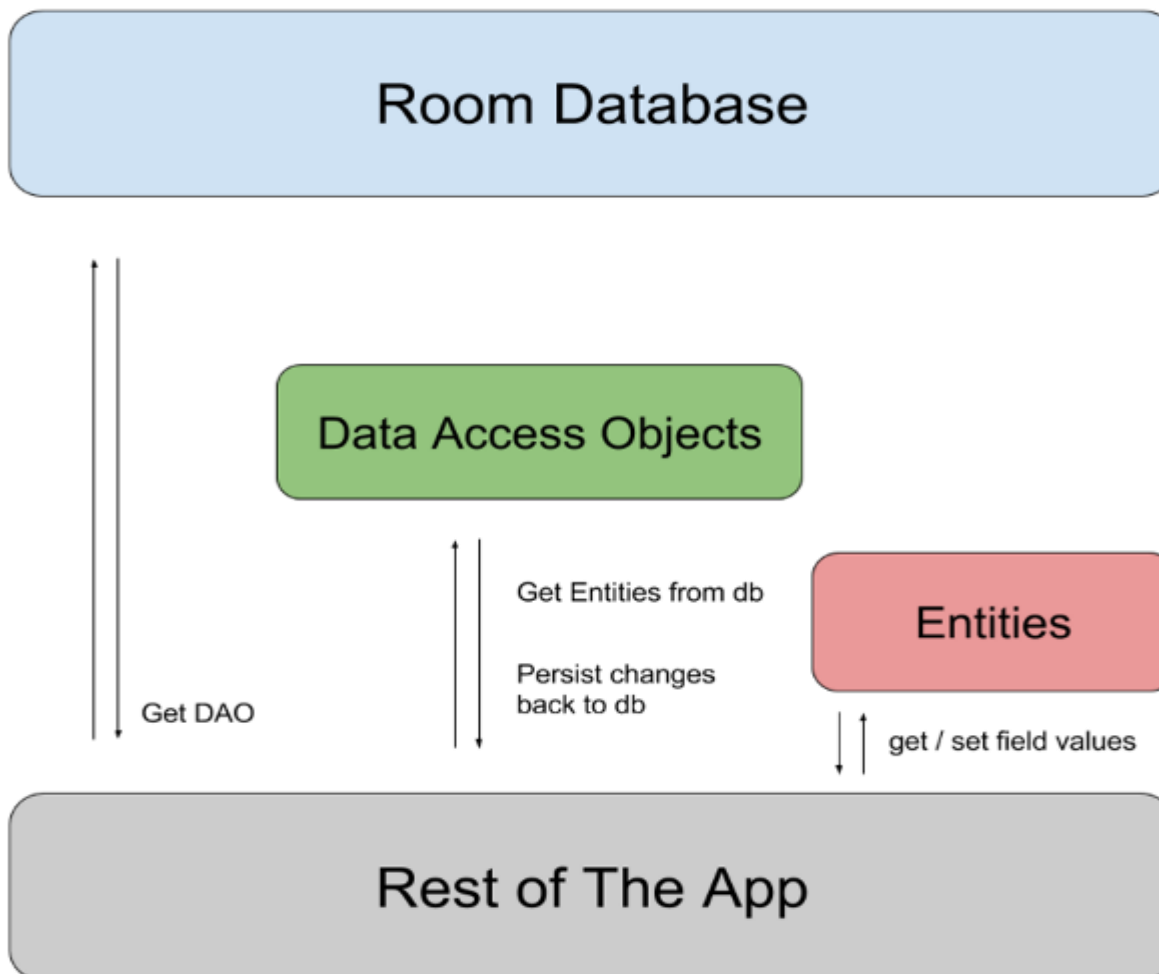 Room Database
Data Access Objects
Get Entities from db
Entities
Persist changes
back to db
Get DAO
get / set field values
Rest of The App